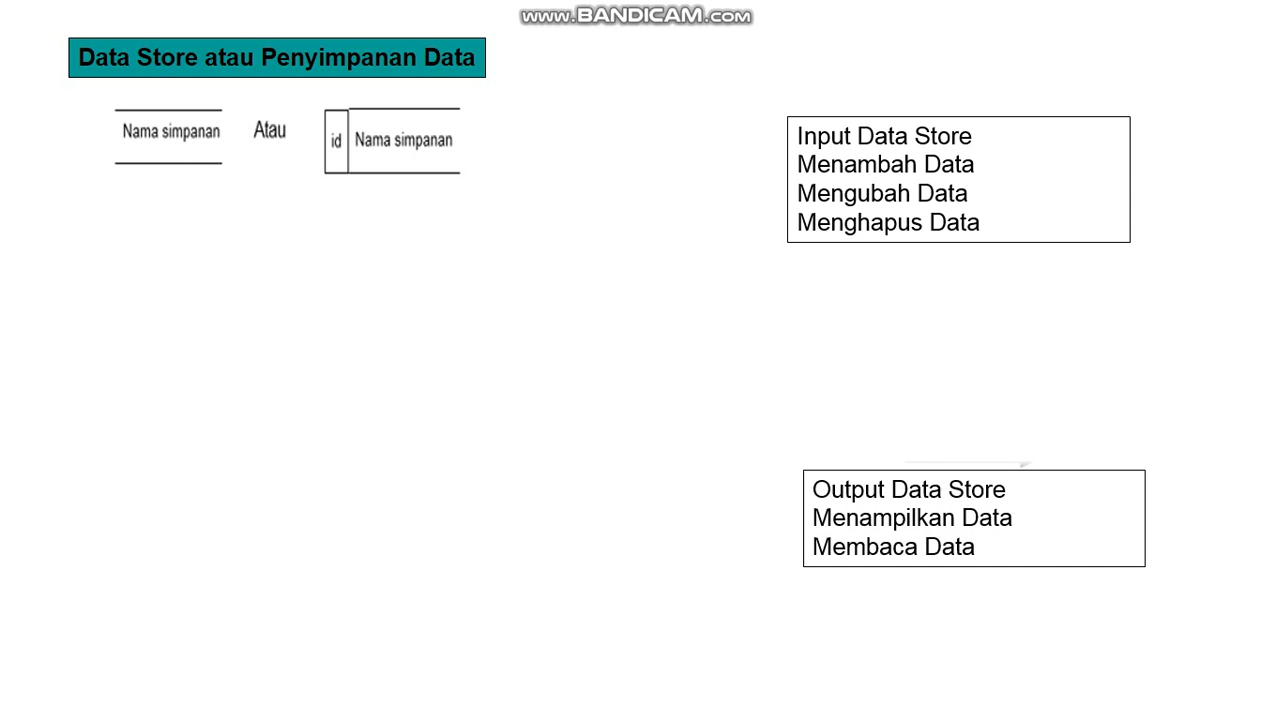 www.BANDICAM.com
Data Store atau Penyimpanan Data
Nama simpanan Atau id Nama simpanan
Input Data Store
Menambah Data
Mengubah Data
Menghapus Data
Output Data Store
Menampilkan Data
Membaca Data